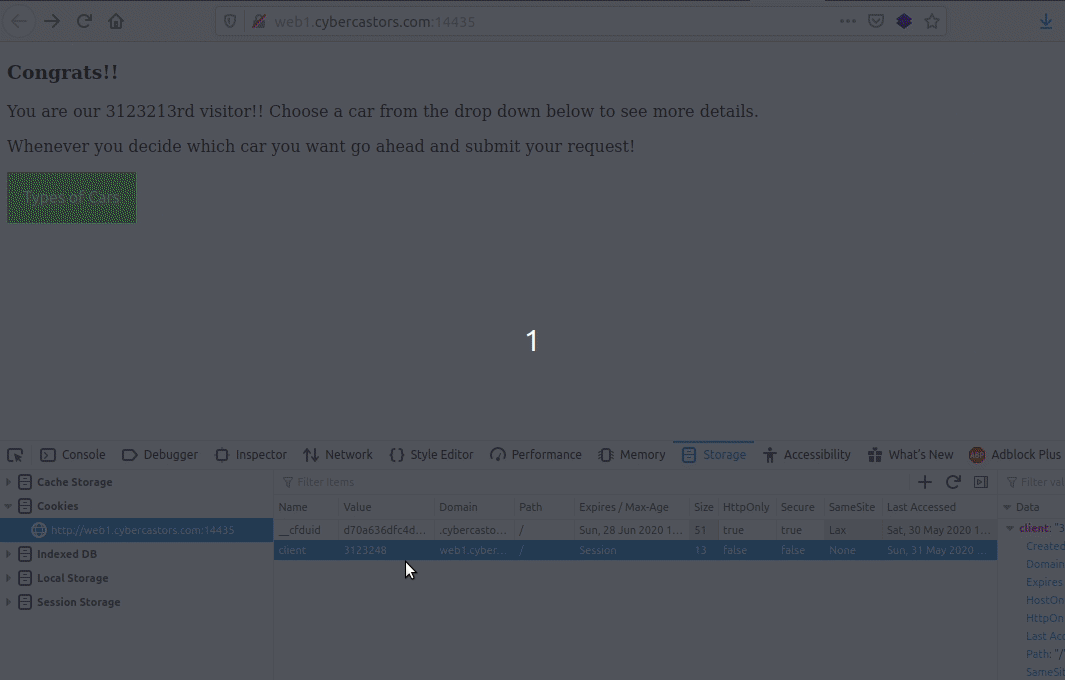 web1.cybercastors.com:14435
Congrats!!
You are our 3123213rd visitor!! Choose a car from the drop down below to see more details.
Whenever you decide which car you want go ahead and submit your request!
Types of Cars
1
Console Debugger Inspector Network Style Editor Performance Memory Storage Accessibility What's New Adblock Plus
Cache Storage
Cookies
http://web1.cybercastors.com:14435
Indexed DB
Local Storage
Session Storage
Filter Items
Name Value Domain Path Expires / Max-Age Size HttpOnly Secure SameSite Last Accessed
__cfduid d70a636dfc4d... .cybercasto... / Sun, 28 Jun 2020 1... 51 true true Lax Sat, 30 May 2020 1...
client 3123248 web1.cyber... / Session 13 false false None Sun, 31 May 2020 ...
Filter val
Data
client: "3
Created
Domain
Expires
HostOn
HttpOn
Last Acc
Path: "/"
SameSit